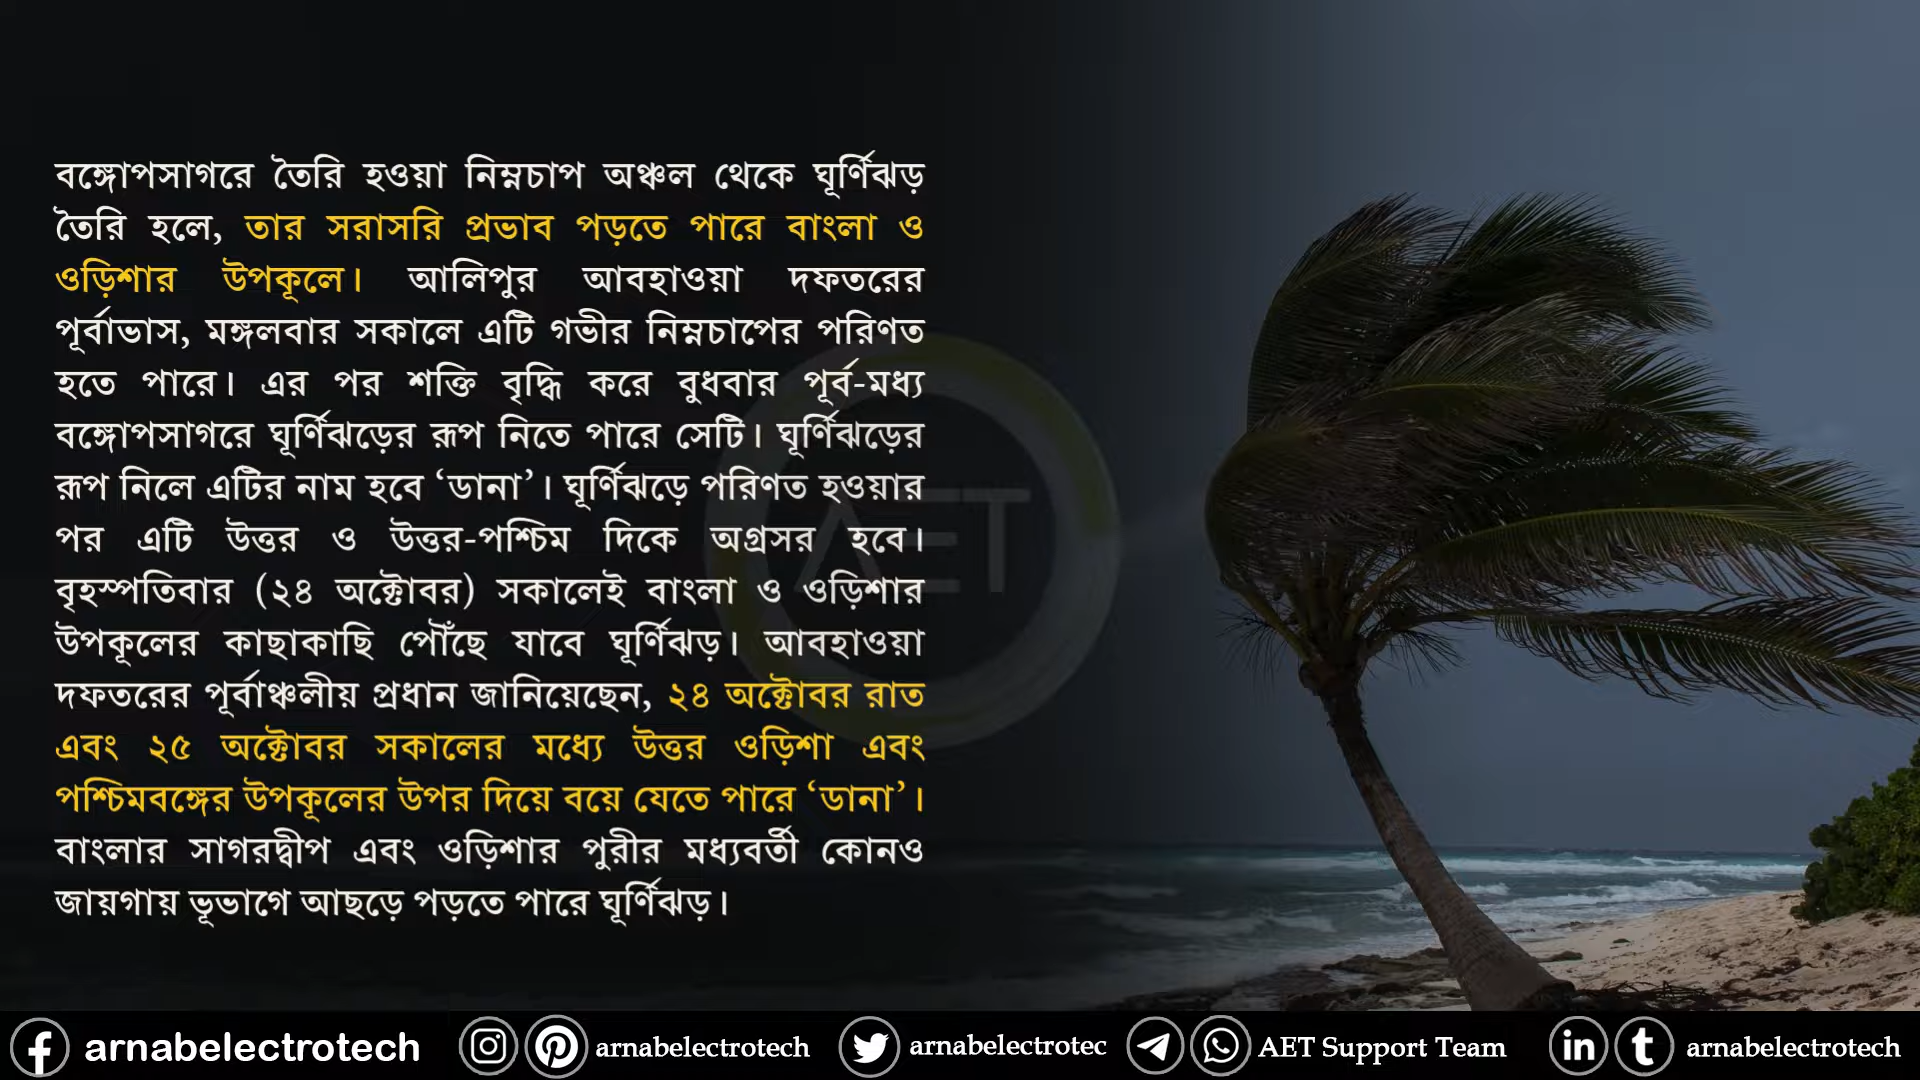 বঙ্গোপসাগরে তৈরি হওয়া নিম্নচাপ অঞ্চল থেকে ঘূর্ণিঝড়
তৈরি হলে, তার সরাসরি প্রভাব পড়তে পারে বাংলা ও
ওড়িশার উপকূলে। আলিপুর আবহাওয়া দফতরের
পূর্বাভাস, মঙ্গলবার সকালে এটি গভীর নিম্নচাপের পরিণত
হতে পারে। এর পর শক্তি বৃদ্ধি করে বুধবার পূর্ব-মধ্য
বঙ্গোপসাগরে ঘূর্ণিঝড়ের রূপ নিতে পারে সেটি। ঘূর্ণিঝড়ের
রূপ নিলে এটির নাম হবে ‘ডানা’। ঘূর্ণিঝড়ে পরিণত হওয়ার
পর এটি উত্তর ও উত্তর-পশ্চিম দিকে অগ্রসর হবে।
বৃহস্পতিবার (২৪ অক্টোবর) সকালেই বাংলা ও ওড়িশার
উপকূলের কাছাকাছি পৌঁছে যাবে ঘূর্ণিঝড়। আবহাওয়া
দফতরের পূর্বাঞ্চলীয় প্রধান জানিয়েছেন, ২৪ অক্টোবর রাত
এবং ২৫ অক্টোবর সকালের মধ্যে উত্তর ওড়িশা এবং
পশ্চিমবঙ্গের উপকূলের উপর দিয়ে বয়ে যেতে পারে ‘ডানা’।
বাংলার সাগরদ্বীপ এবং ওড়িশার পুরীর মধ্যবর্তী কোনও
জায়গায় ভূভাগে আছড়ে পড়তে পারে ঘূর্ণিঝড়।
AET
arnabelectrotech arnabelectrotech arnabelectrotec AET Support Team arnabelectrotech